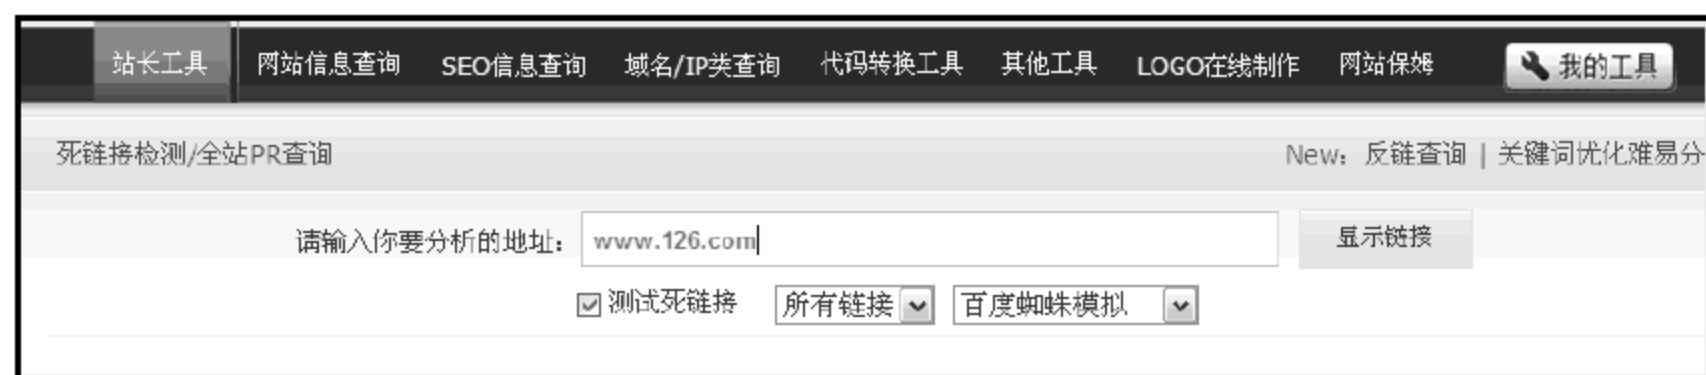 站长工具 网站信息查询 SEO信息查询 域名/IP类查询 代码转换工具 其他工具 LOGO在线制作 网站保姆 我的工具
死链接检测/全站PR查询 New: 反链查询 | 关键词优化难易分
请输入你要分析的地址: www.126.com 显示链接
测试死链接 所有链接 百度蜘蛛模拟